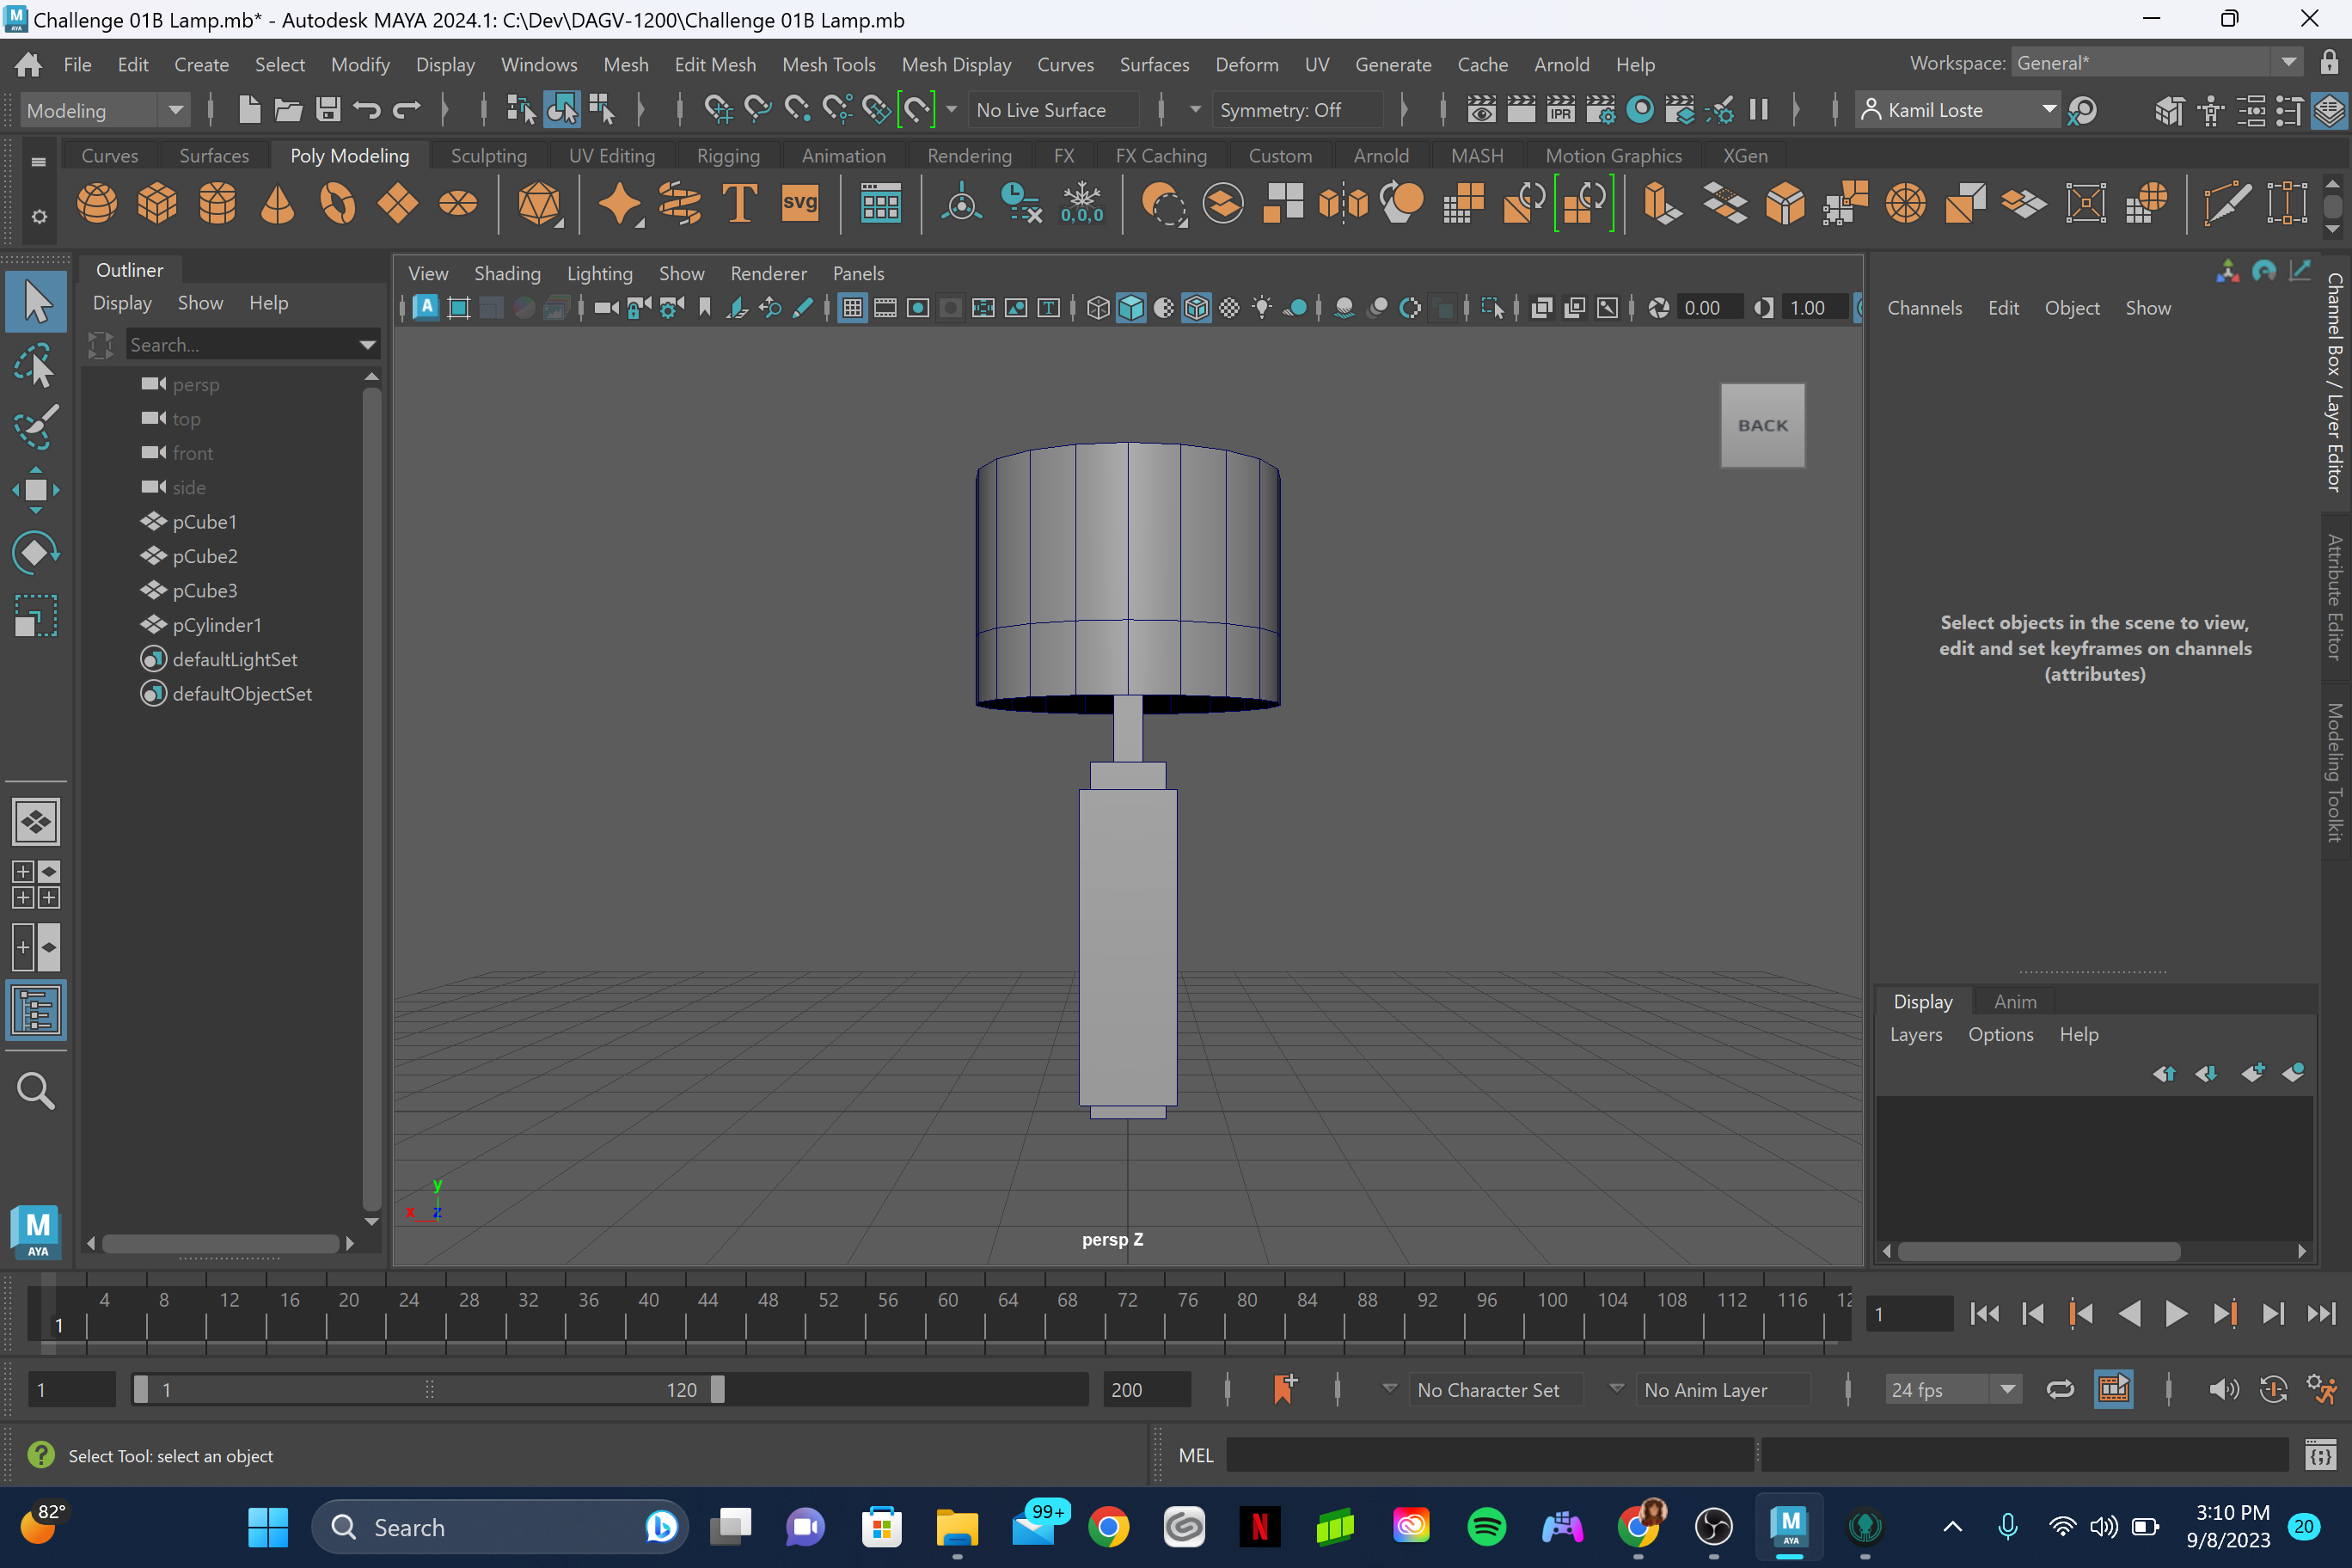 Challenge 01B Lamp.mb* - Autodesk MAYA 2024.1: C:\Dev\DAGV-1200\Challenge 01B Lamp.mb
File Edit Create Select Modify Display Windows Mesh Edit Mesh Mesh Tools Mesh Display Curves Surfaces Deform UV Generate Cache Arnold Help Workspace: General*
Modeling No Live Surface Symmetry: Off IPR Kamil Loste
Curves Surfaces Poly Modeling Sculpting UV Editing Rigging Animation Rendering FX FX Caching Custom Arnold MASH Motion Graphics XGen
T svg 0,0,0
Outliner
Display Show Help
Search...
persp
top
front
side
pCube1
pCube2
pCube3
pCylinder1
defaultLightSet
defaultObjectSet
View Shading Lighting Show Renderer Panels
0.00 1.00
BACK
y
x z
persp Z
Channels Edit Object Show
Select objects in the scene to view,
edit and set keyframes on channels
(attributes)
Channel Box / Layer Editor
Attribute Editor
Modeling Toolkit
Display Anim
Layers Options Help
M
AYA
4 8 12 16 20 24 28 32 36 40 44 48 52 56 60 64 68 72 76 80 84 88 92 96 100 104 108 112 116 12
1 1
1 1 120 200 No Character Set No Anim Layer 24 fps
Select Tool: select an object MEL
82° Search 99+ N M AYA 3:10 PM
9/8/2023 20